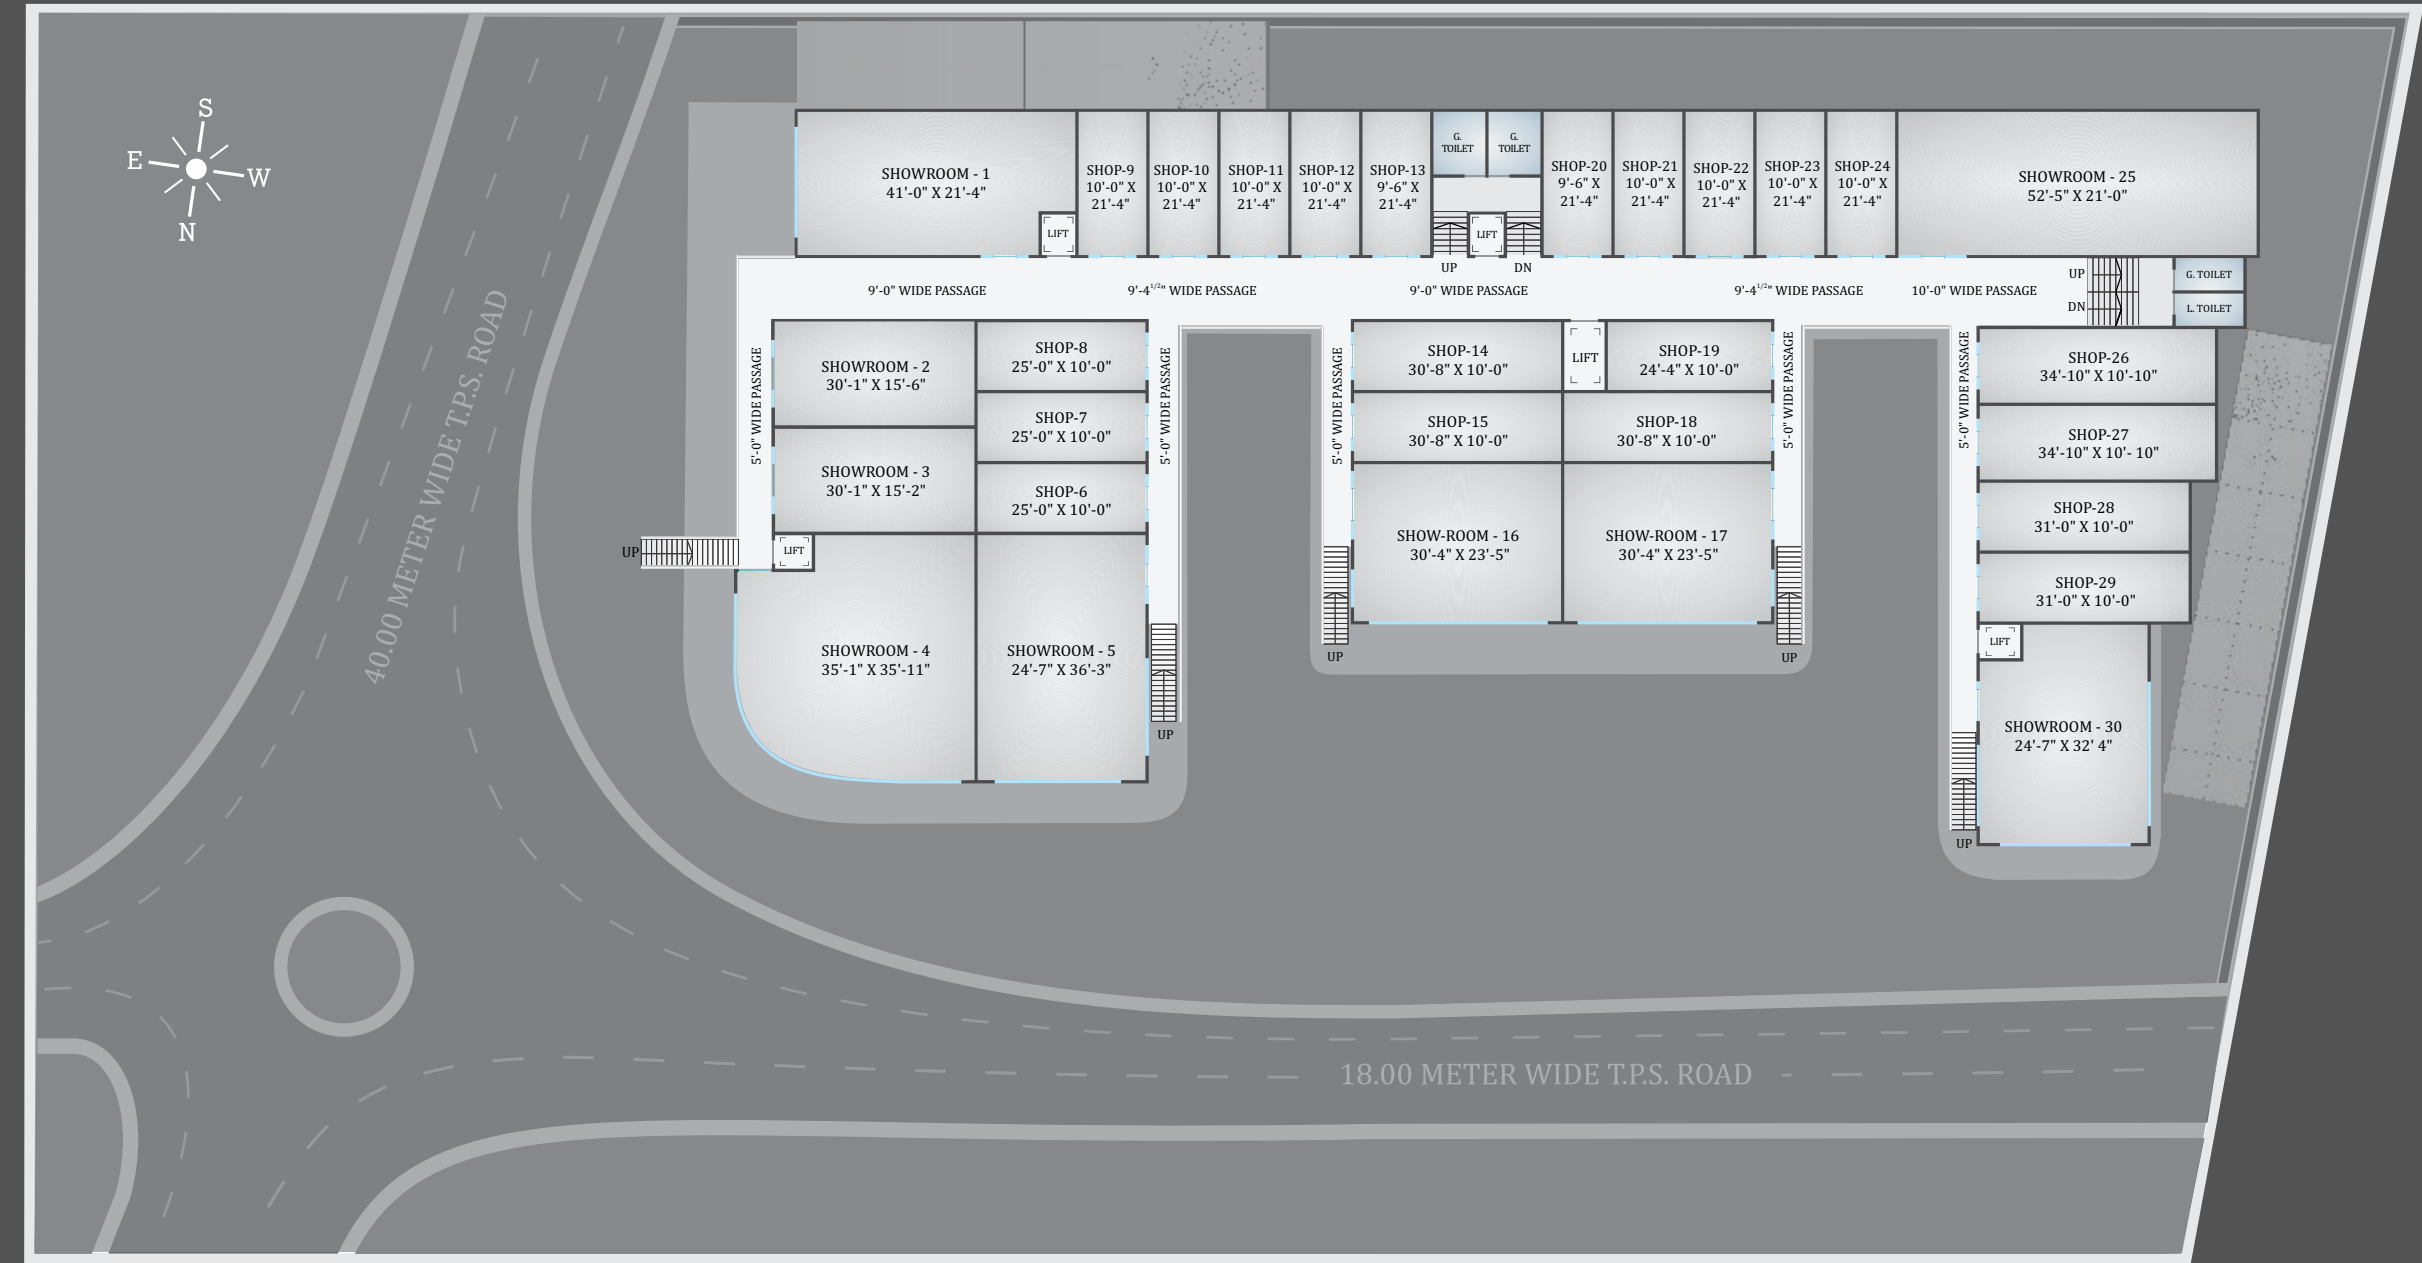 S
E
W
N
40.00 METER WIDE T.P.S. ROAD
SHOWROOM - 1
41'-0" X 21'-4"
LIFT
SHOP-9
10'-0" X
21'-4"
SHOP-10
10'-0" X
21'-4"
SHOP-11
10'-0" X
21'-4"
SHOP-12
10'-0" X
21'-4"
SHOP-13
9'-6" X
21'-4"
G.
TOILET
G.
TOILET
LIFT
UP
DN
SHOP-20
9'-6" X
21'-4"
SHOP-21
10'-0" X
21'-4"
SHOP-22
10'-0" X
21'-4"
SHOP-23
10'-0" X
21'-4"
SHOP-24
10'-0" X
21'-4"
SHOWROOM - 25
52'-5" X 21'-0"
9'-0" WIDE PASSAGE
9'-4 1/2" WIDE PASSAGE
9'-0" WIDE PASSAGE
9'-4 1/2" WIDE PASSAGE
10'-0" WIDE PASSAGE
UP
DN
G. TOILET
L. TOILET
5'-0" WIDE PASSAGE
SHOWROOM - 2
30'-1" X 15'-6"
SHOWROOM - 3
30'-1" X 15'-2"
SHOP-8
25'-0" X 10'-0"
SHOP-7
25'-0" X 10'-0"
SHOP-6
25'-0" X 10'-0"
5'-0" WIDE PASSAGE
UP
LIFT
SHOWROOM - 4
35'-1" X 35'-11"
SHOWROOM - 5
24'-7" X 36'-3"
UP
5'-0" WIDE PASSAGE
SHOP-14
30'-8" X 10'-0"
LIFT
SHOP-19
24'-4" X 10'-0"
SHOP-15
30'-8" X 10'-0"
SHOP-18
30'-8" X 10'-0"
SHOW-ROOM - 16
30'-4" X 23'-5"
SHOW-ROOM - 17
30'-4" X 23'-5"
5'-0" WIDE PASSAGE
UP
UP
5'-0" WIDE PASSAGE
SHOP-26
34'-10" X 10'-10"
SHOP-27
34'-10" X 10'- 10"
SHOP-28
31'-0" X 10'-0"
SHOP-29
31'-0" X 10'-0"
LIFT
SHOWROOM - 30
24'-7" X 32' 4"
UP
18.00 METER WIDE T.P.S. ROAD